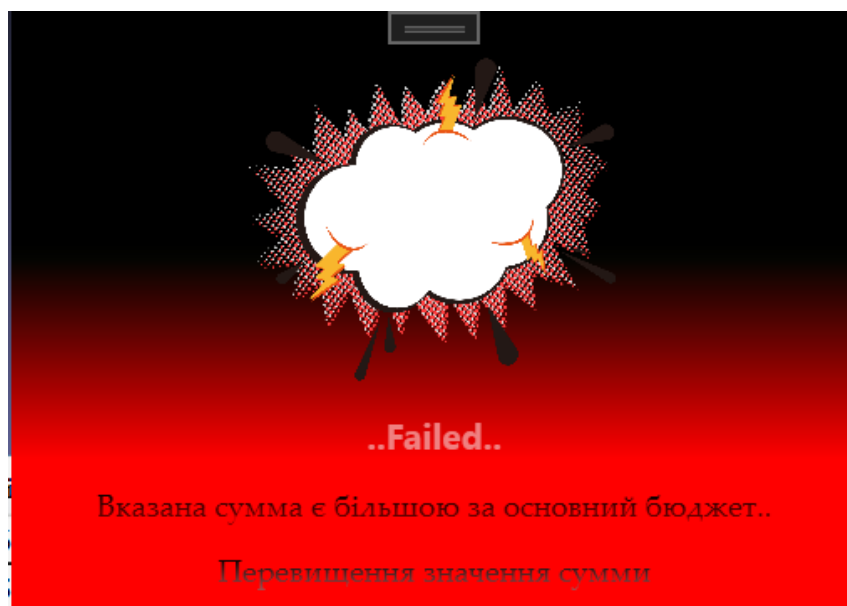 ..Failed..
Вказана сумма є більшою за основний бюджет..
Перевищення значення сумми